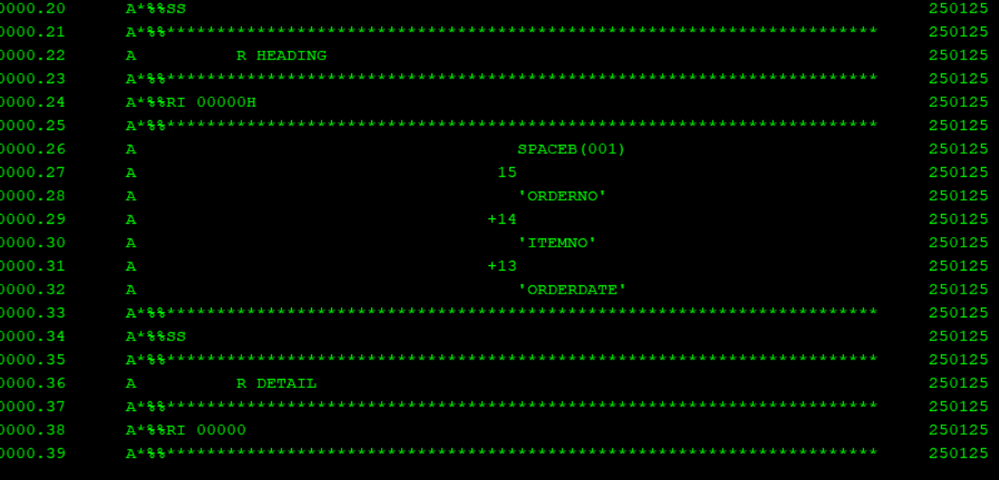 0000.20      A*%%SS                                                                          250125
0000.21      A*%%***********************************************************************     250125
0000.22      A          R HEADING                                                            250125
0000.23      A*%%***********************************************************************     250125
0000.24      A*%%RI 00000H                                                                   250125
0000.25      A*%%***********************************************************************     250125
0000.26      A                                      SPACEB(001)                              250125
0000.27      A                                    15                                         250125
0000.28      A                                      'ORDERNO'                                250125
0000.29      A                                   +14                                         250125
0000.30      A                                      'ITEMNO'                                 250125
0000.31      A                                   +13                                         250125
0000.32      A                                      'ORDERDATE'                              250125
0000.33      A*%%***********************************************************************     250125
0000.34      A*%%SS                                                                          250125
0000.35      A*%%***********************************************************************     250125
0000.36      A          R DETAIL                                                             250125
0000.37      A*%%***********************************************************************     250125
0000.38      A*%%RI 00000                                                                    250125
0000.39      A*%%***********************************************************************     250125